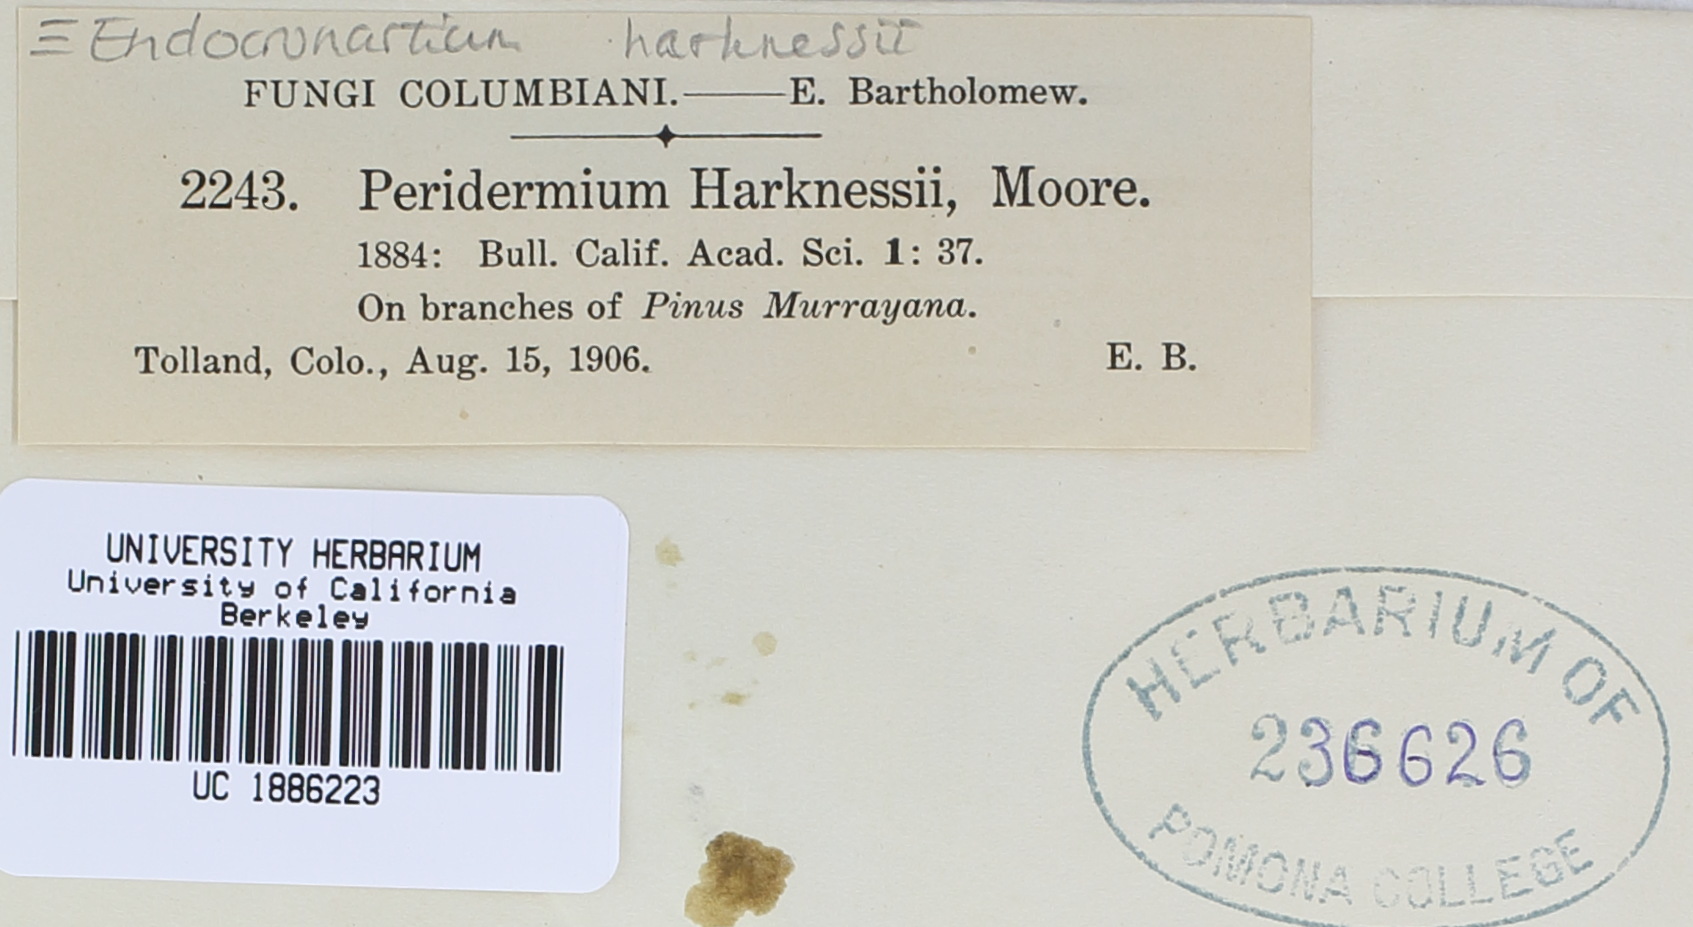 ≡ Endocronartium harknessii
FUNGI COLUMBIANI.——E. Bartholomew.
2243. Peridermium Harknessii, Moore.
1884: Bull. Calif. Acad. Sci. 1: 37.
On branches of Pinus Murrayana.
Tolland, Colo., Aug. 15, 1906. E. B.
UNIVERSITY HERBARIUM
University of California
Berkeley
UC 1886223
HERBARIUM OF
236626
POMONA COLLEGE